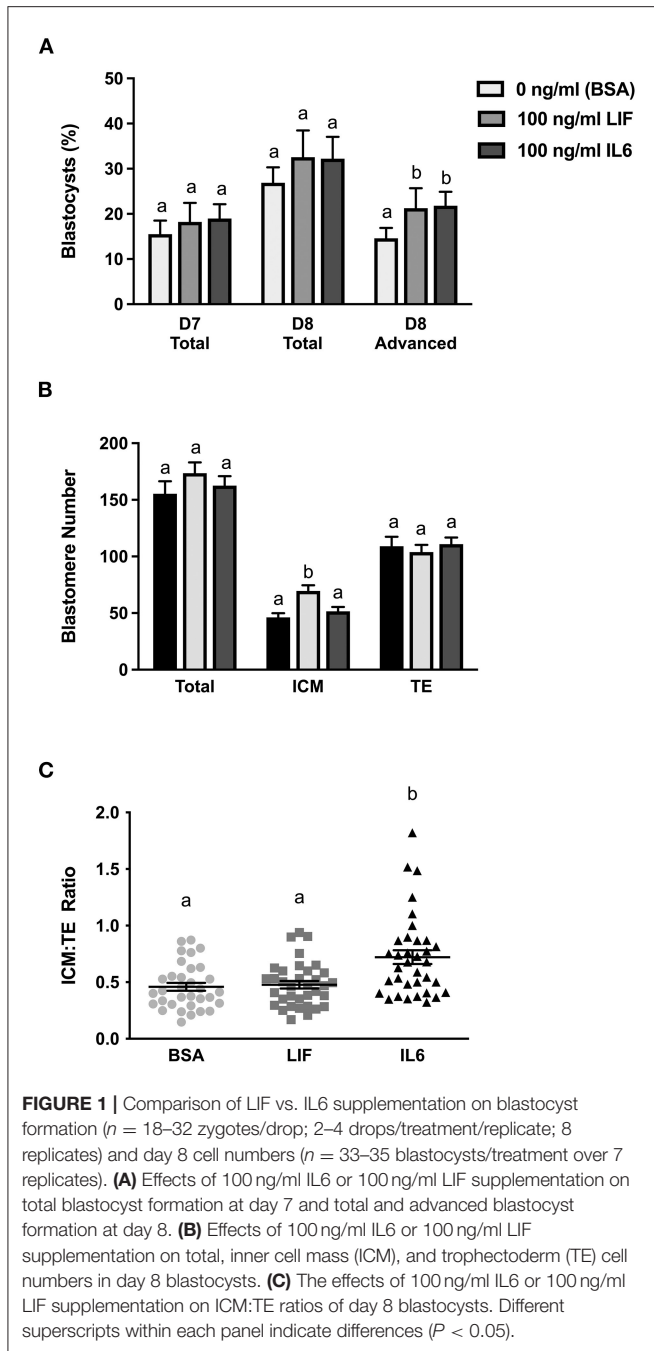 A
50
40
30
20
10
0
Blastocysts (%)
a
a
a
a
a
a
a
b
b
D7
Total
D8
Total
D8
Advanced
0 ng/ml (BSA)
100 ng/ml LIF
100 ng/ml IL6
B
200
150
100
50
0
Blastomere Number
a
a
a
a
b
a
a
a
a
Total
ICM
TE
C
2.0
1.5
1.0
0.5
0.0
ICM:TE Ratio
a
a
b
BSA
LIF
IL6
FIGURE 1 | Comparison of LIF vs. IL6 supplementation on blastocyst
formation (n = 18–32 zygotes/drop; 2–4 drops/treatment/replicate; 8
replicates) and day 8 cell numbers (n = 33–35 blastocysts/treatment over 7
replicates). (A) Effects of 100 ng/ml IL6 or 100 ng/ml LIF supplementation on
total blastocyst formation at day 7 and total and advanced blastocyst
formation at day 8. (B) Effects of 100 ng/ml IL6 or 100 ng/ml LIF
supplementation on total, inner cell mass (ICM), and trophectoderm (TE) cell
numbers in day 8 blastocysts. (C) The effects of 100 ng/ml IL6 or 100 ng/ml
LIF supplementation on ICM:TE ratios of day 8 blastocysts. Different
superscripts within each panel indicate differences (P < 0.05).